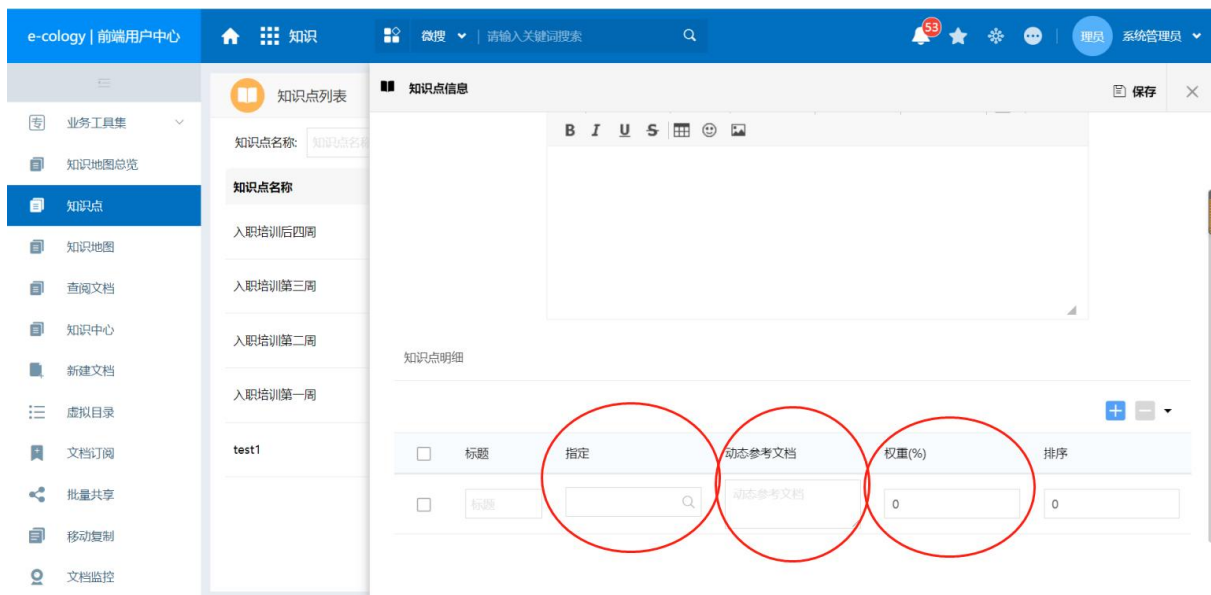 e-cology | 前端用户中心
知识
微搜
请输入关键词搜索
53
理员
系统管理员
业务工具集
知识地图总览
知识点
知识地图
查阅文档
知识中心
新建文档
虚拟目录
文档订阅
批量共享
移动复制
文档监控
知识点列表
知识点名称:
知识点名称
知识点名称
入职培训后四周
入职培训第三周
入职培训第二周
入职培训第一周
test1
知识点信息
保存
B I U S
知识点明细
标题 指定 动态参考文档 权重(%) 排序
标题 动态参考文档 0 0